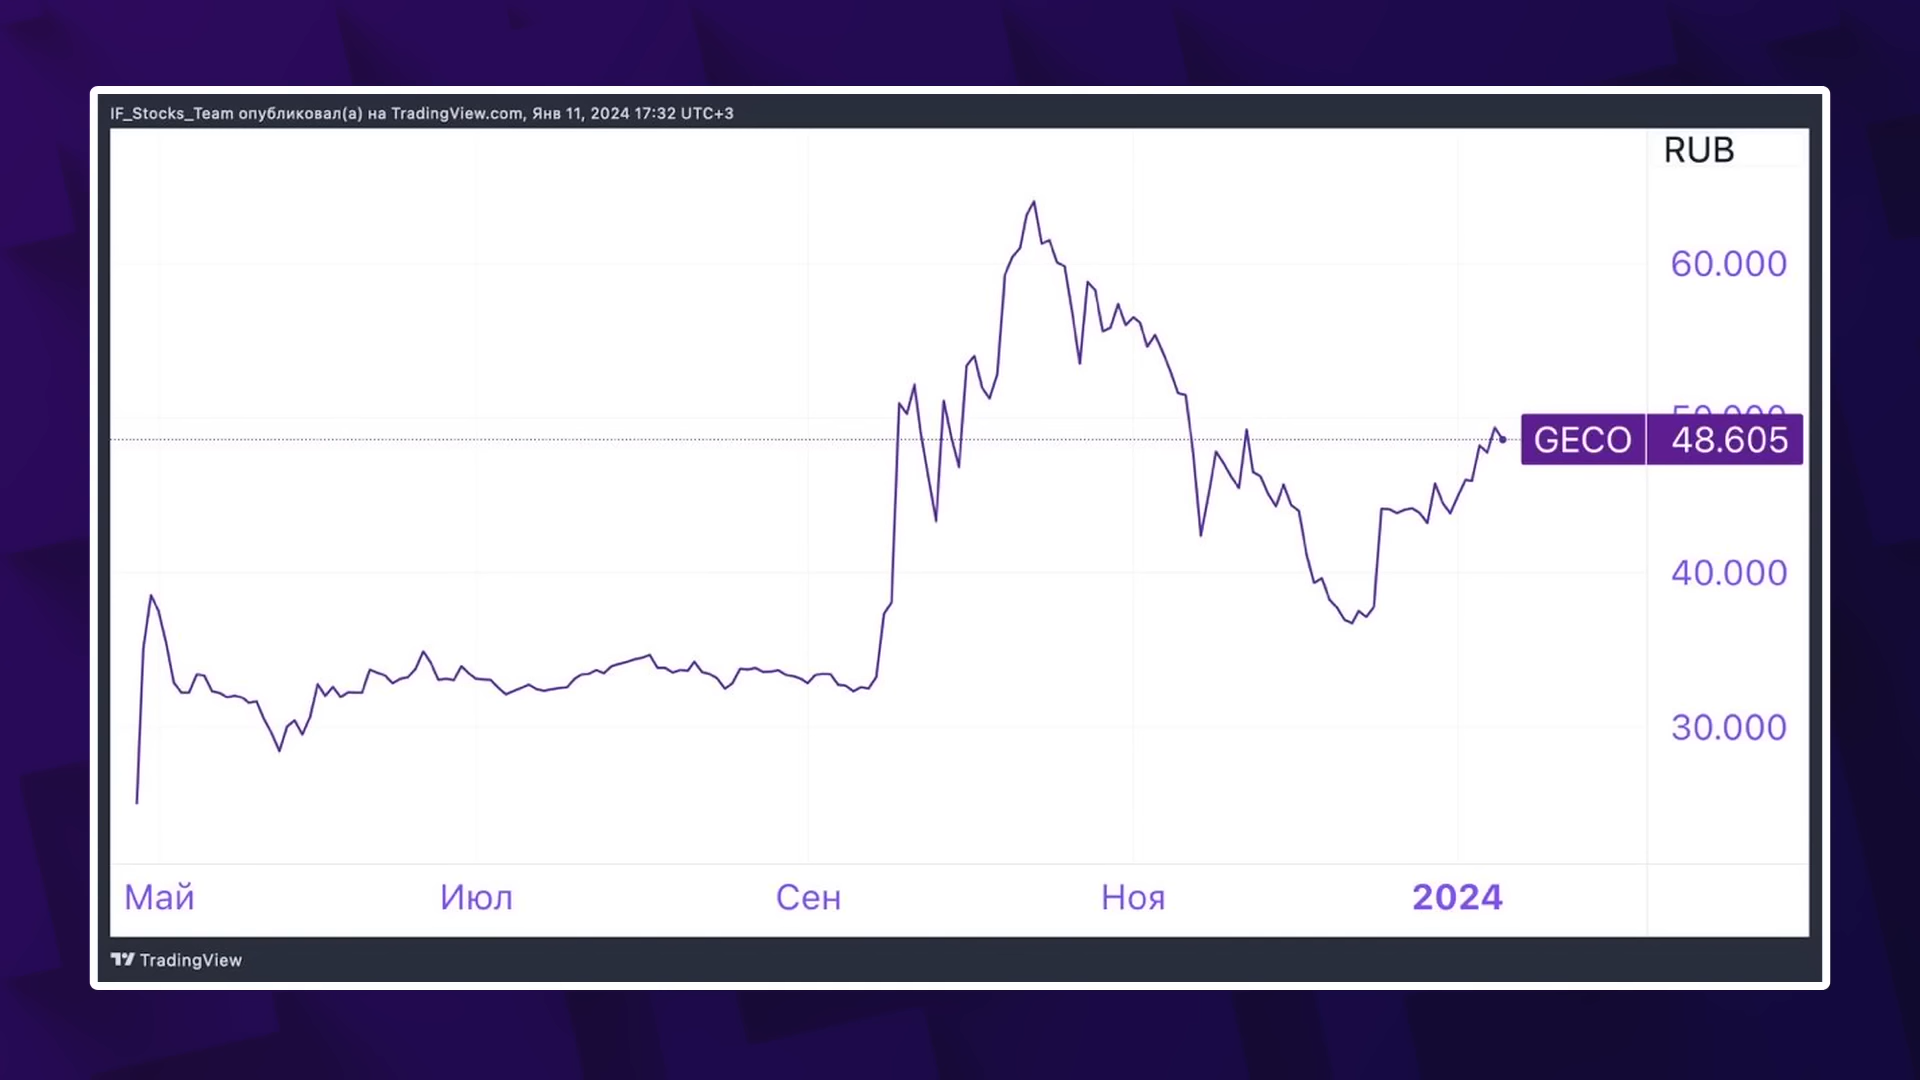 IF_Stocks_Team опубликовал(а) на TradingView.com, Янв 11, 2024 17:32 UTC+3
RUB
60.000
GECO 48.605
40.000
30.000
Май Июл Сен Ноя 2024
TradingView